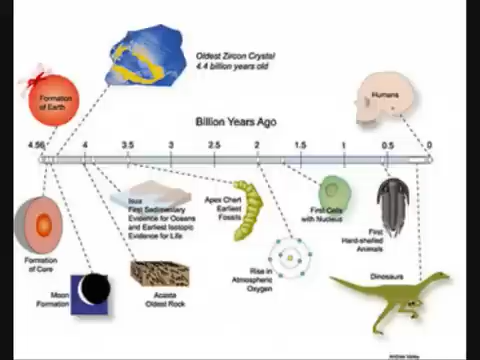 Oldest Zircon Crystal
4.4 billion years old
Formation
of Earth
Humans
Billion Years Ago
4.56
4
3.5
3
2.5
2
1.5
1
0.5
0
Isua
First Sedimentary
Evidence for Oceans
and Earliest Isotopic
Evidence for Life
Apex Chert
Earliest
Fossils
First Cells
with Nucleus
First
Hard-shelled
Animals
Formation
of Core
Moon
Formation
Acasta
Oldest Rock
Rise in
Atmospheric
Oxygen
Dinosaurs